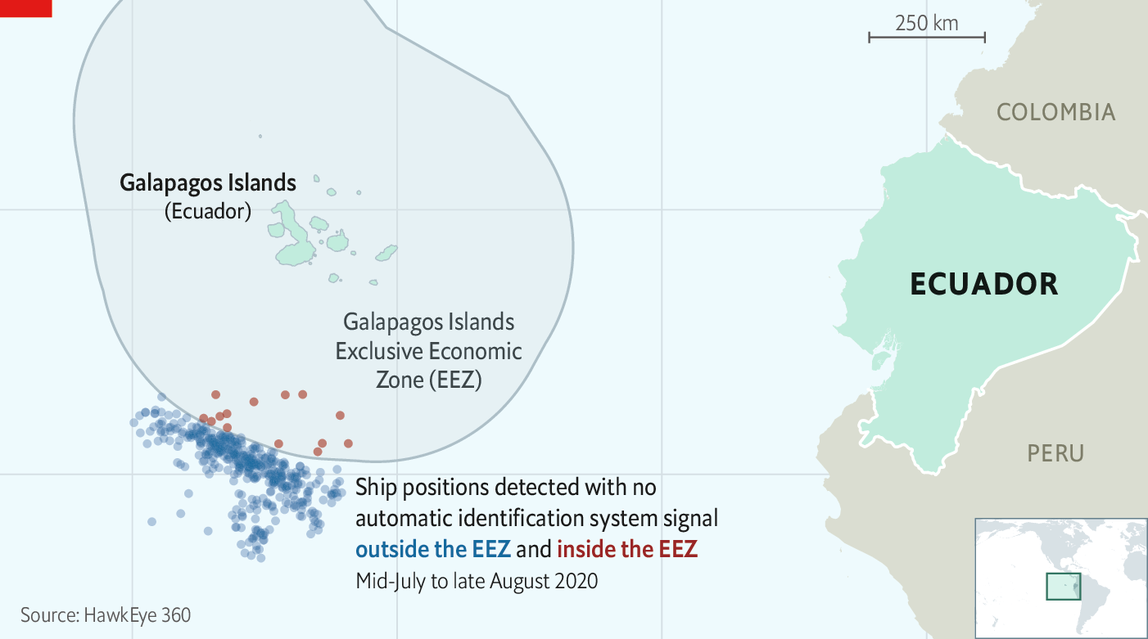 250 km
COLOMBIA
Galapagos Islands
(Ecuador)
ECUADOR
Galapagos Islands
Exclusive Economic
Zone (EEZ)
PERU
Ship positions detected with no
automatic identification system signal
outside the EEZ and inside the EEZ
Mid-July to late August 2020
Source: HawkEye 360